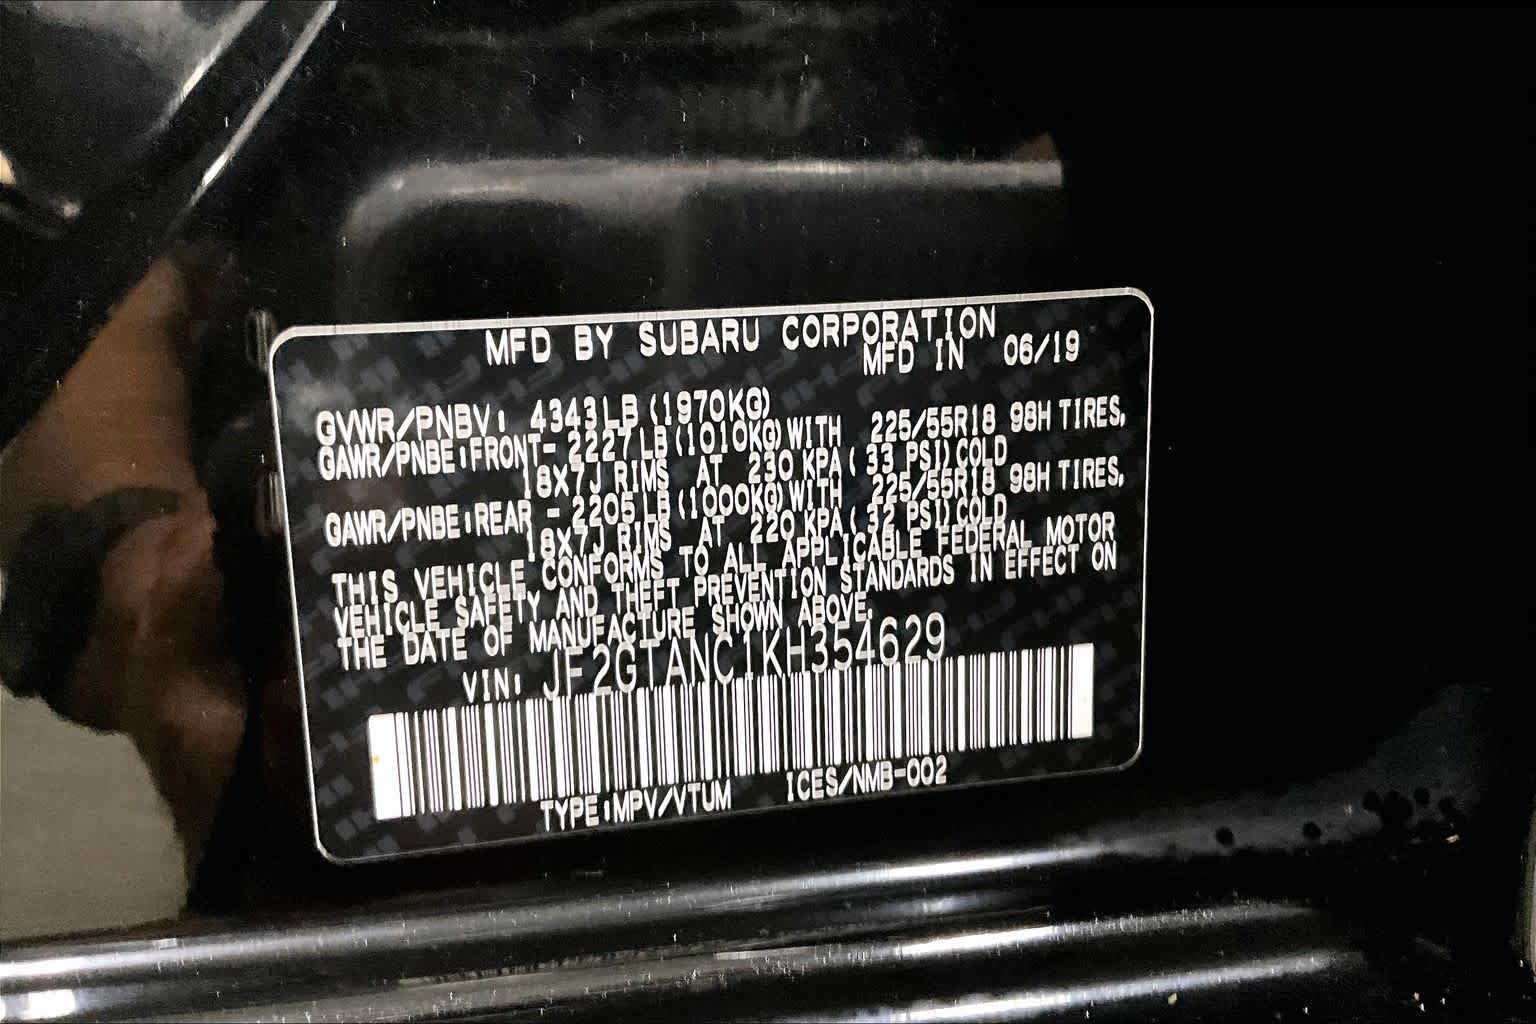 MFD BY SUBARU CORPORATION
MFD IN 06/19
GVWR/PNBV: 4343LB (1970KG)
GAWR/PNBE:FRONT- 2227LB(1010KG)WITH 225/55R18 98H TIRES,
18X7J RIMS AT 230 KPA( 33 PSI)COLD
GAWR/PNBE:REAR - 2205LB(1000KG)WITH 225/55R18 98H TIRES,
18X7J RIMS AT 220 KPA( 32 PSI)COLD
THIS VEHICLE CONFORMS TO ALL APPLICABLE FEDERAL MOTOR
VEHICLE SAFETY AND THEFT PREVENTION STANDARDS IN EFFECT ON
THE DATE OF MANUFACTURE SHOWN ABOVE.
VIN: JF2GTANC1KH354629
TYPE:MPV/VTUM ICES/NMB-002